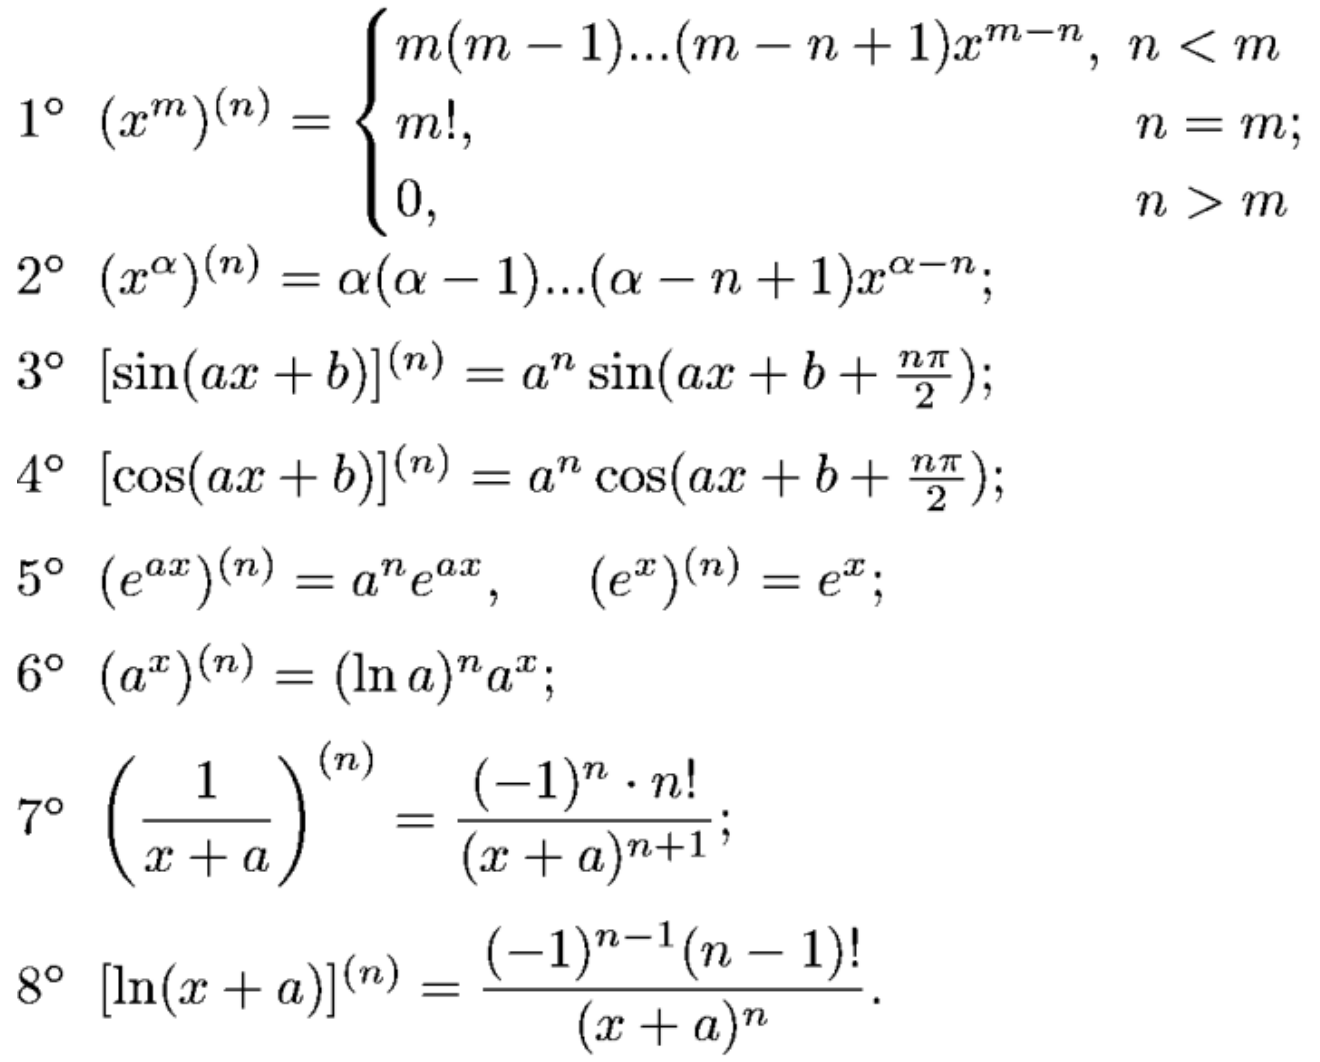 1° (x^m)^(n) = { m(m − 1)...(m − n + 1)x^{m−n}, n < m
m!, n = m;
0, n > m
2° (x^α)^(n) = α(α − 1)...(α − n + 1)x^{α−n};
3° [sin(ax + b)]^(n) = a^n sin(ax + b + nπ/2);
4° [cos(ax + b)]^(n) = a^n cos(ax + b + nπ/2);
5° (e^{ax})^(n) = a^n e^{ax}, (e^x)^(n) = e^x;
6° (a^x)^(n) = (ln a)^n a^x;
7° (1/(x + a))^(n) = ((−1)^n · n!)/((x + a)^{n+1});
8° [ln(x + a)]^(n) = ((−1)^{n−1}(n − 1)!)/((x + a)^n).